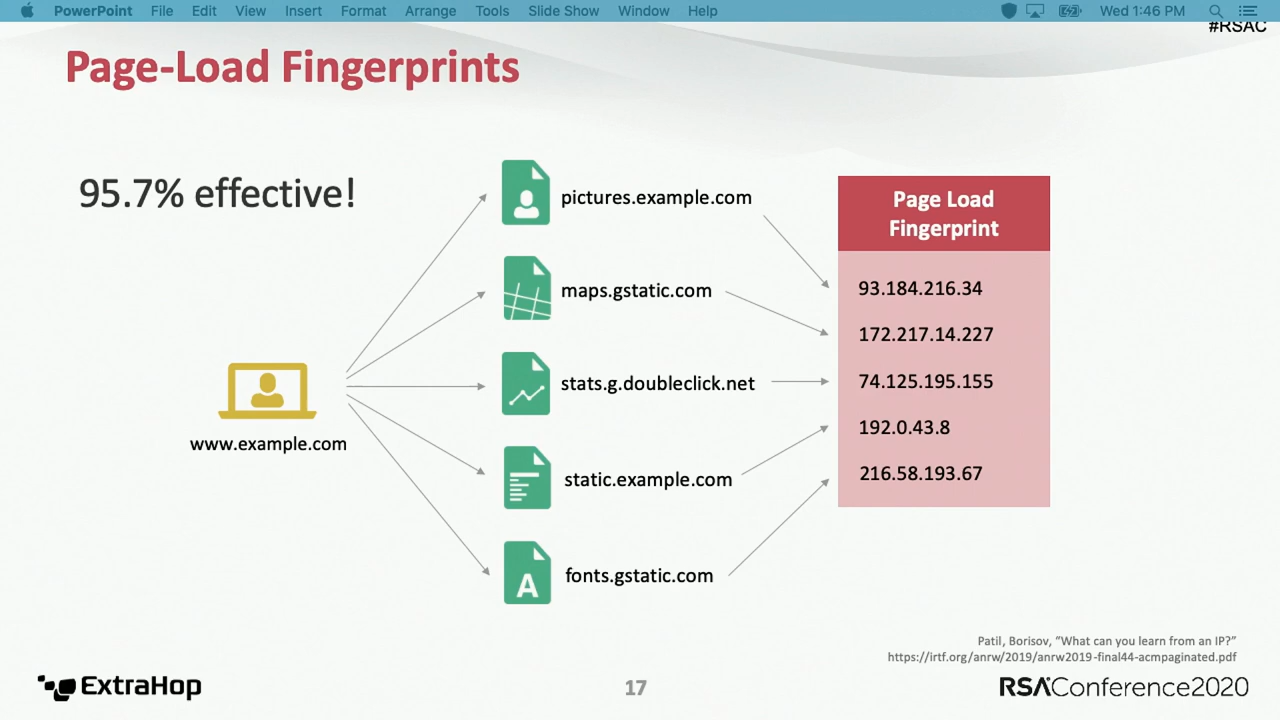 PowerPoint File Edit View Insert Format Arrange Tools Slide Show Window Help Wed 1:46 PM
#RSAC
Page-Load Fingerprints
95.7% effective!
www.example.com
pictures.example.com
maps.gstatic.com
stats.g.doubleclick.net
static.example.com
A
fonts.gstatic.com
Page Load
Fingerprint
93.184.216.34
172.217.14.227
74.125.195.155
192.0.43.8
216.58.193.67
Patil, Borisov, “What can you learn from an IP?”
https://irtf.org/anrw/2019/anrw2019-final44-acmpaginated.pdf
ExtraHop
17
RSAConference2020